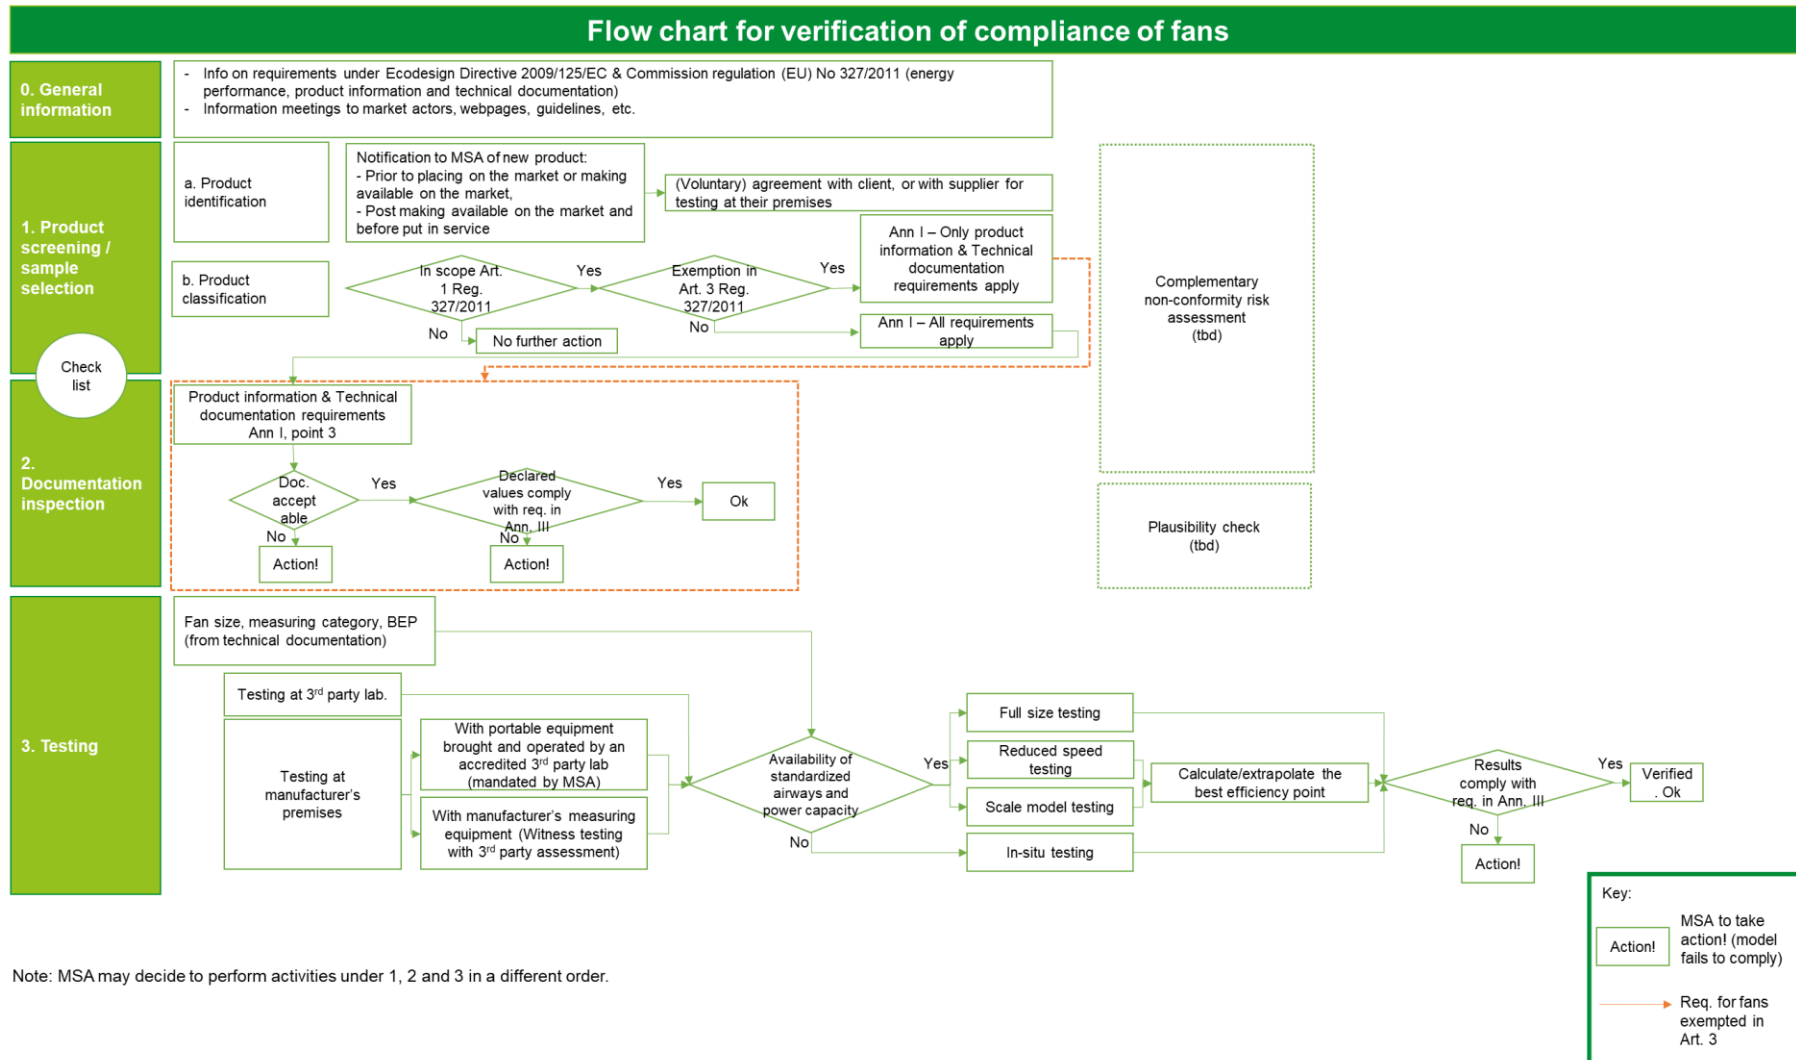 Flow chart for verification of compliance of fans
0. General
information
- Info on requirements under Ecodesign Directive 2009/125/EC & Commission regulation (EU) No 327/2011 (energy
performance, product information and technical documentation)
- Information meetings to market actors, webpages, guidelines, etc.
1. Product
screening /
sample
selection
a. Product
identification
Notification to MSA of new product:
- Prior to placing on the market or making
available on the market,
- Post making available on the market and
before put in service
(Voluntary) agreement with client, or with supplier for
testing at their premises
b. Product
classification
In scope Art.
1 Reg.
327/2011
Yes
Exemption in
Art. 3 Reg.
327/2011
Yes
Ann I – Only product
information & Technical
documentation
requirements apply
No
No further action
No
Ann I – All requirements
apply
Complementary
non-conformity risk
assessment
(tbd)
Check
list
2.
Documentation
inspection
Product information & Technical
documentation requirements
Ann I, point 3
Doc.
accept
able
Yes
Declared
values comply
with req. in
Ann. III
Yes
Ok
No
Action!
No
Action!
Plausibility check
(tbd)
3. Testing
Fan size, measuring category, BEP
(from technical documentation)
Testing at 3rd party lab.
Testing at
manufacturer's
premises
With portable equipment
brought and operated by an
accredited 3rd party lab
(mandated by MSA)
With manufacturer's measuring
equipment (Witness testing
with 3rd party assessment)
Availability of
standardized
airways and
power capacity
Yes
No
Full size testing
Reduced speed
testing
Scale model testing
In-situ testing
Calculate/extrapolate the
best efficiency point
Results
comply with
req. in Ann. III
Yes
Verified
. Ok
No
Action!
Key:
Action!
MSA to take
action! (model
fails to comply)
Req. for fans
exempted in
Art. 3
Note: MSA may decide to perform activities under 1, 2 and 3 in a different order.